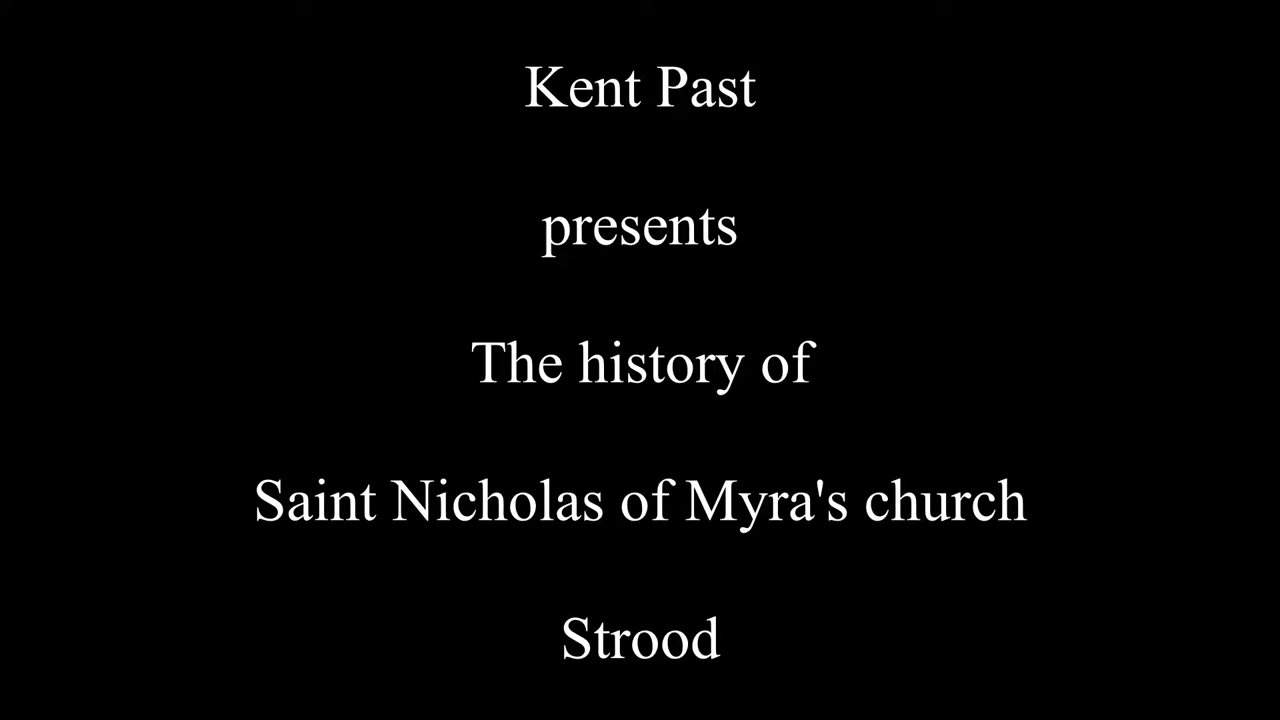 Kent Past
presents
The history of
Saint Nicholas of Myra's church
Strood